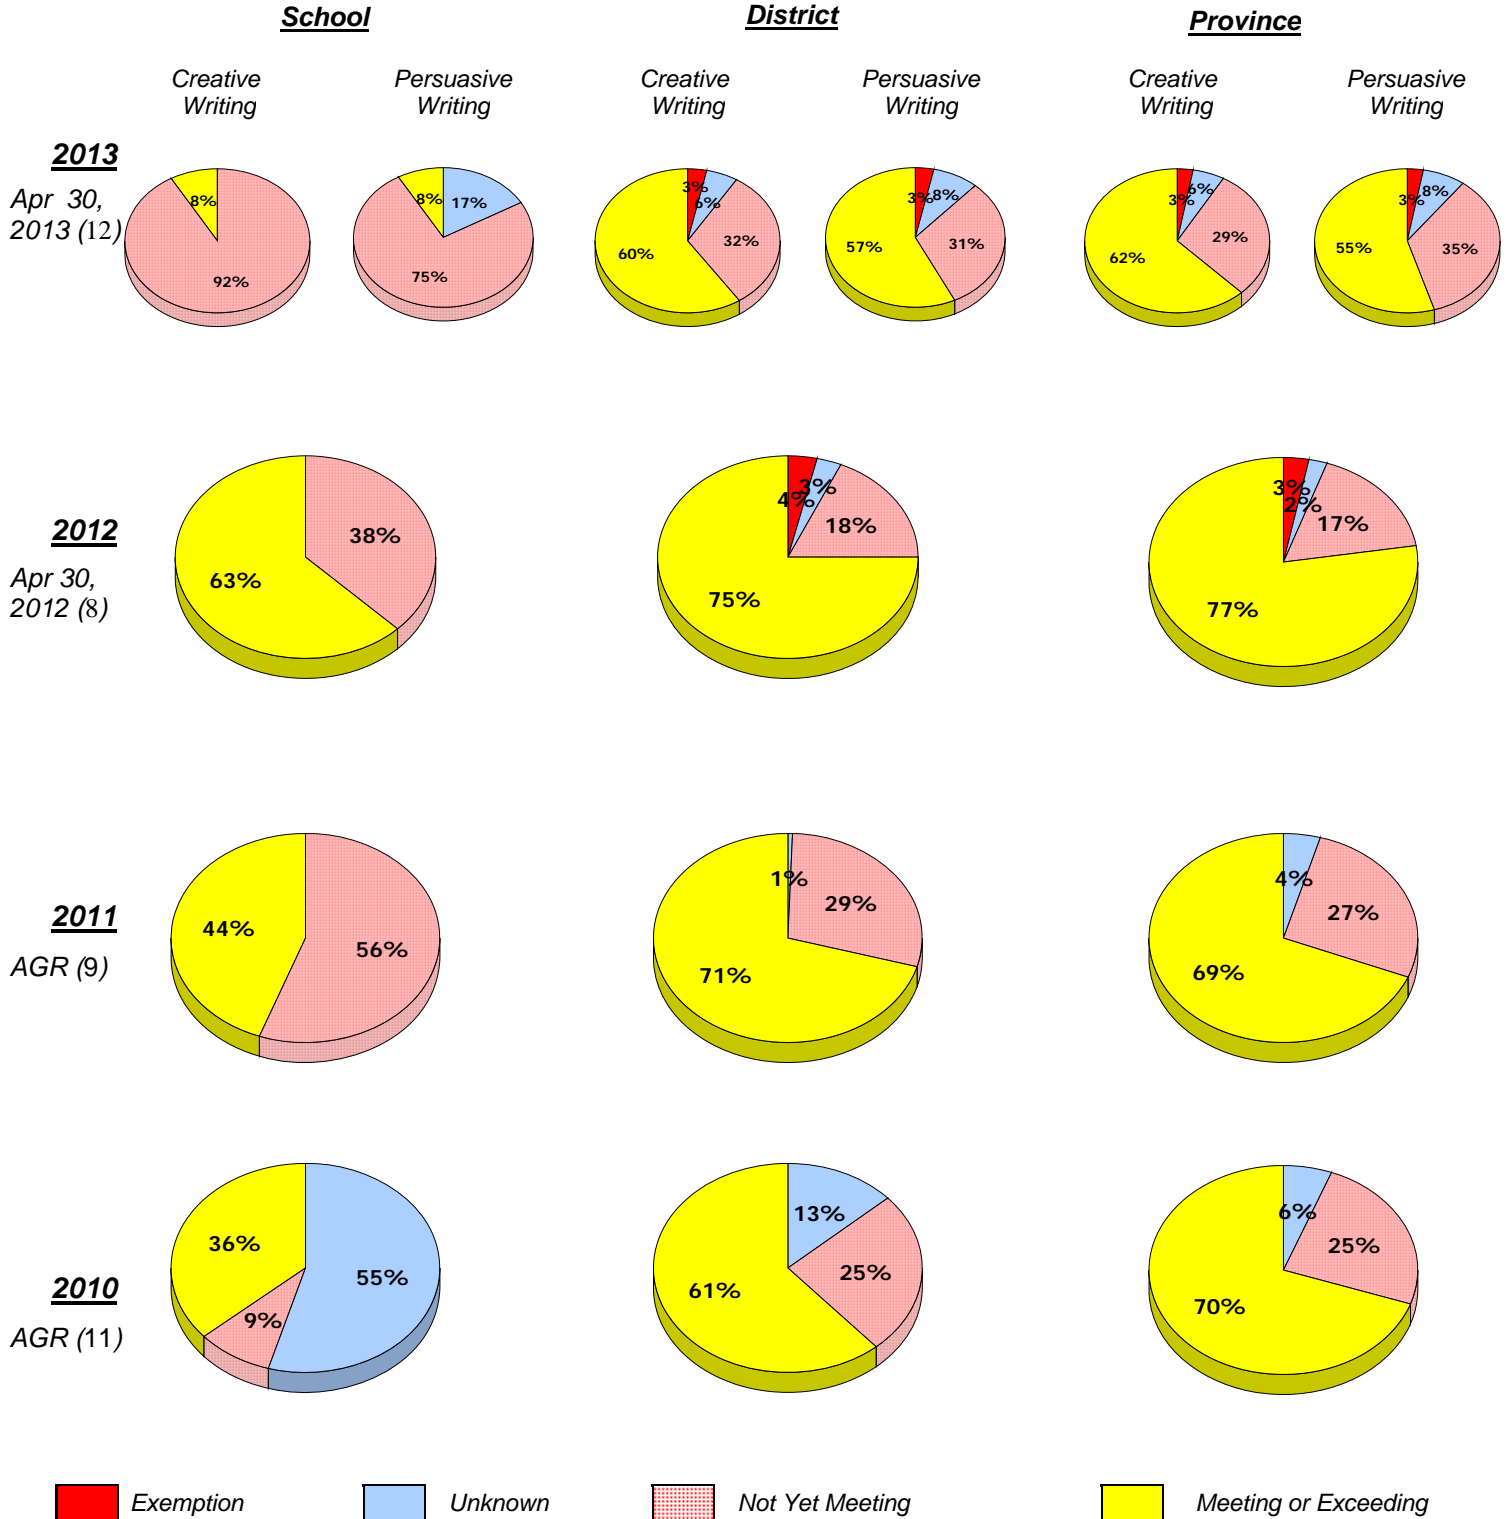 School District Province
Creative Persuasive Creative Persuasive Creative Persuasive
Writing Writing Writing Writing Writing Writing
2013
Apr 30,
2013 (12)
8% 92%
8% 17% 75%
3% 6% 32% 60%
3% 8% 31% 57%
3% 6% 29% 62%
3% 8% 35% 55%
2012
Apr 30,
2012 (8)
38% 63%
4% 3% 18% 75%
3% 2% 17% 77%
2011
AGR (9)
44% 56%
1% 29% 71%
4% 27% 69%
2010
AGR (11)
36% 55% 9%
13% 25% 61%
6% 25% 70%
Exemption Unknown Not Yet Meeting Meeting or Exceeding